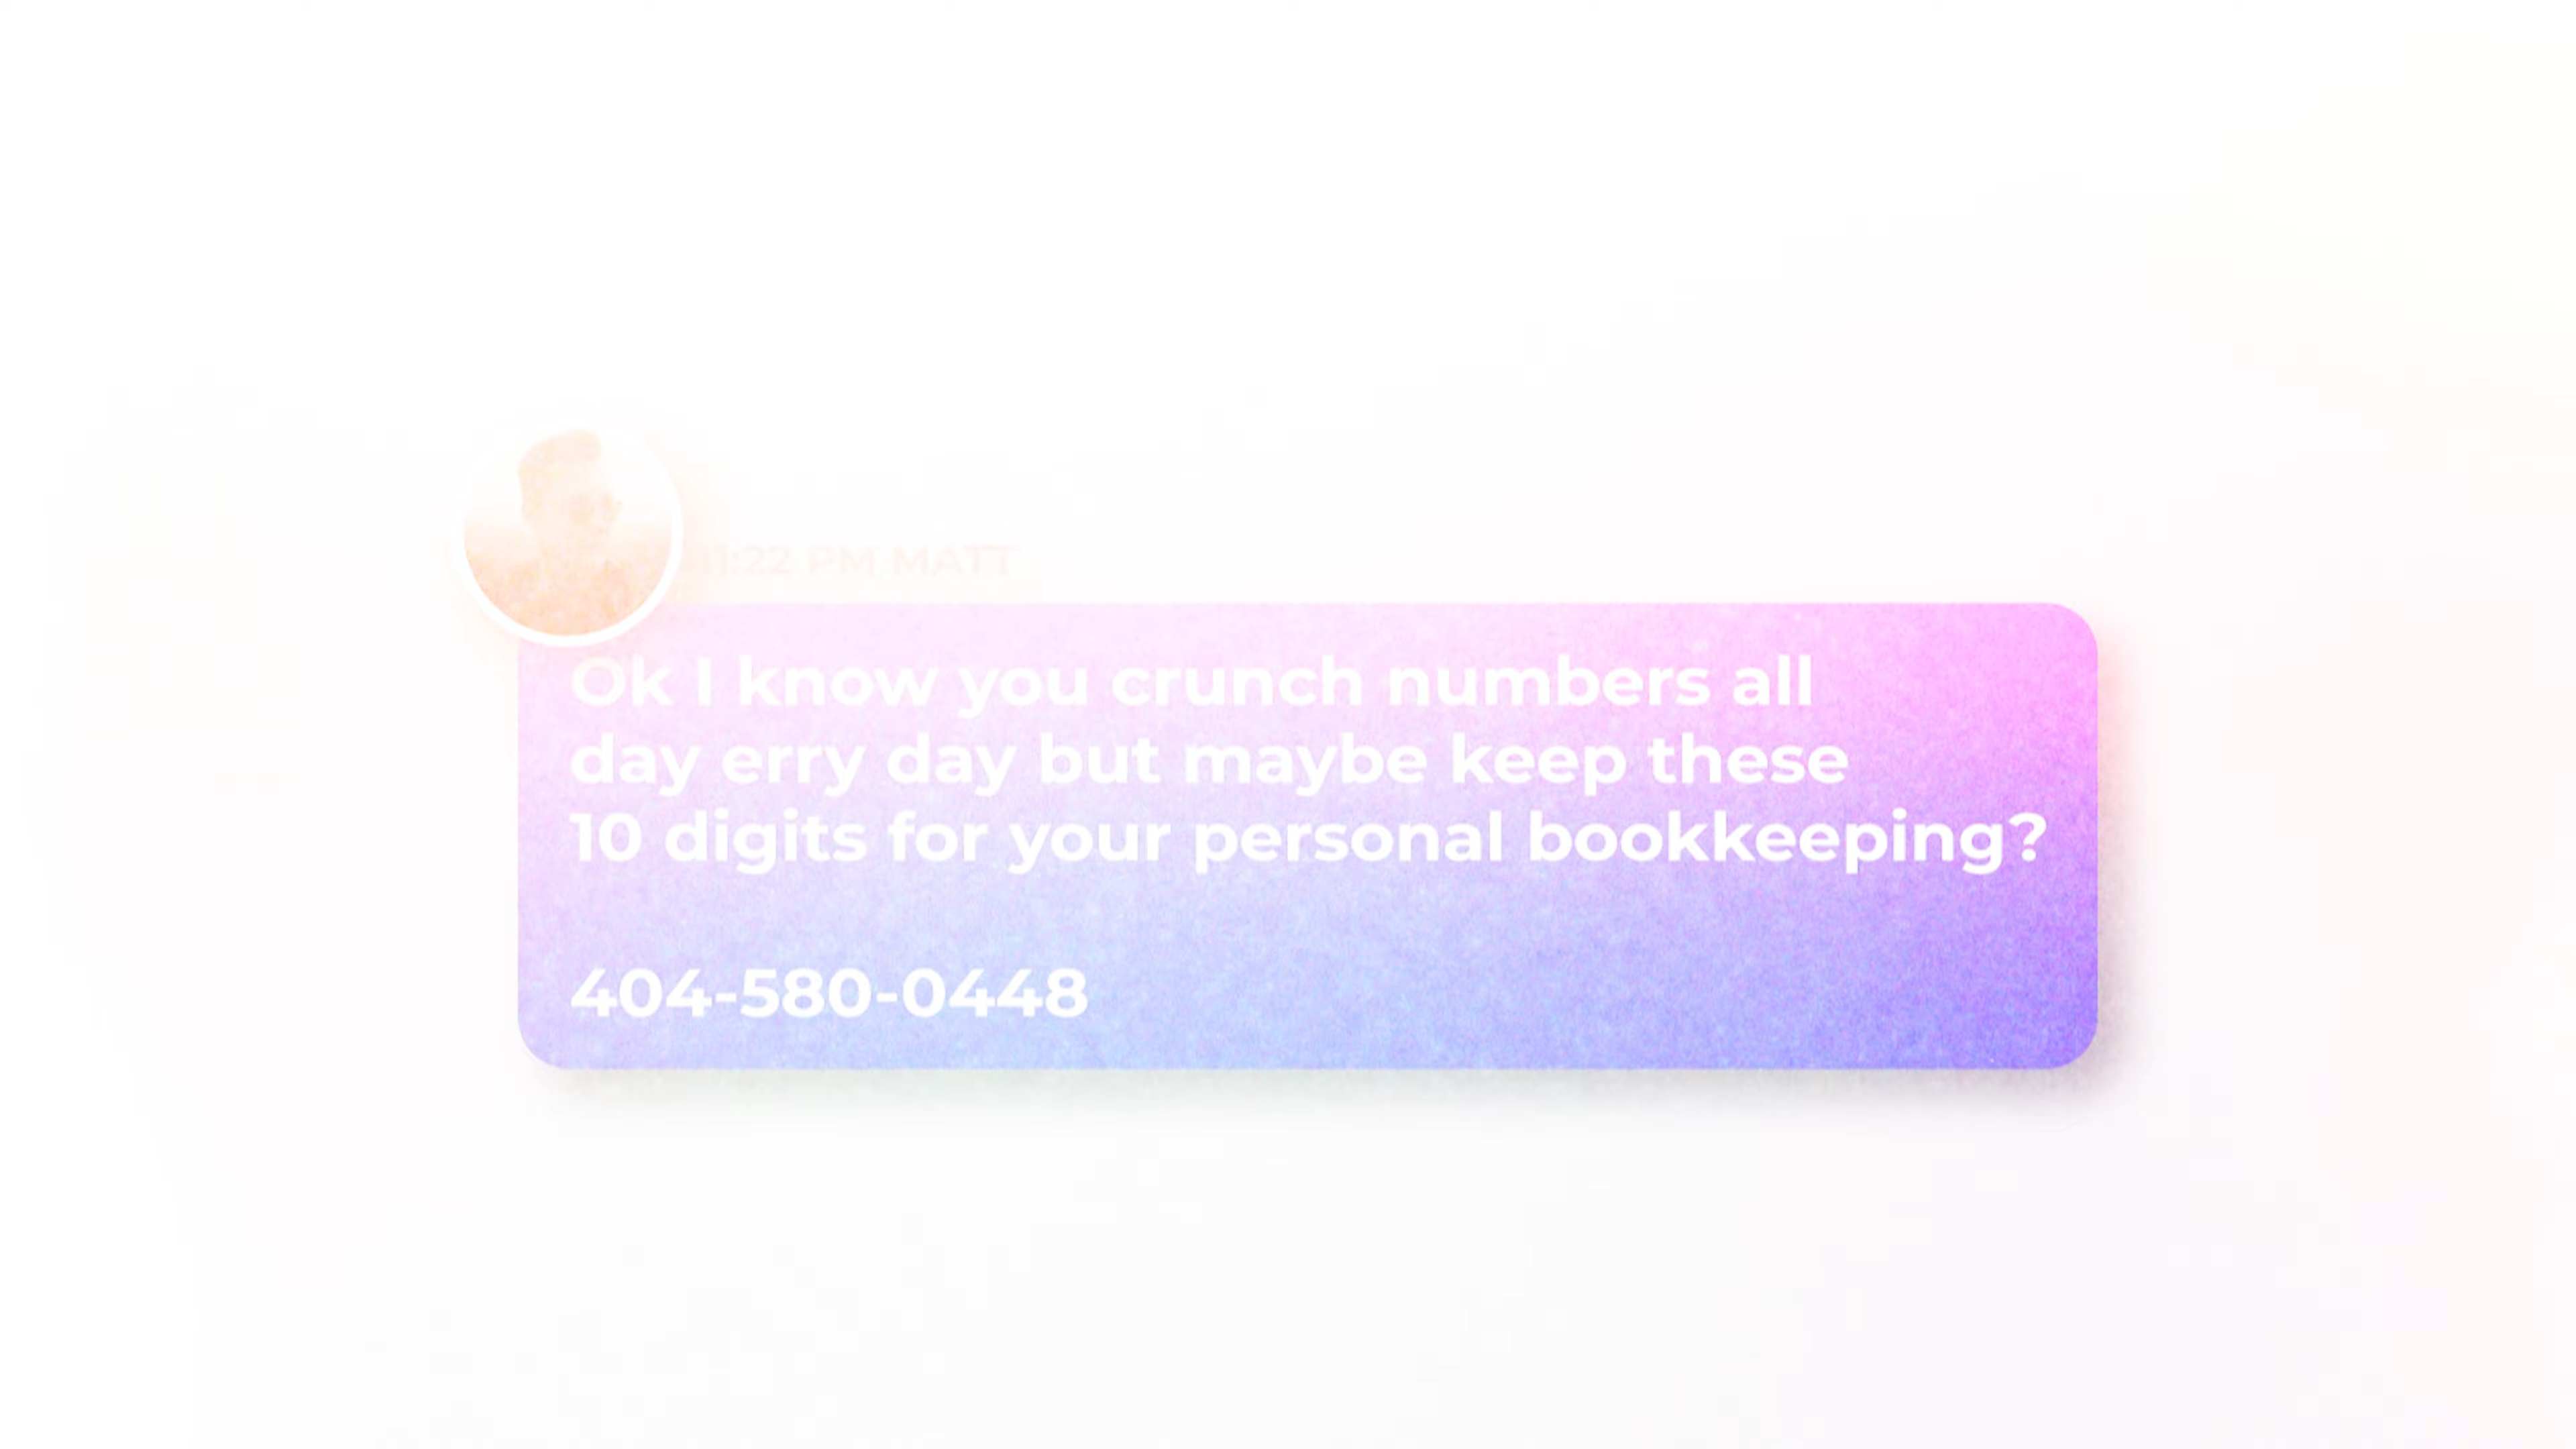 11:22 PM MATT
Ok I know you crunch numbers all
day erry day but maybe keep these
10 digits for your personal bookkeeping?
404-580-0448